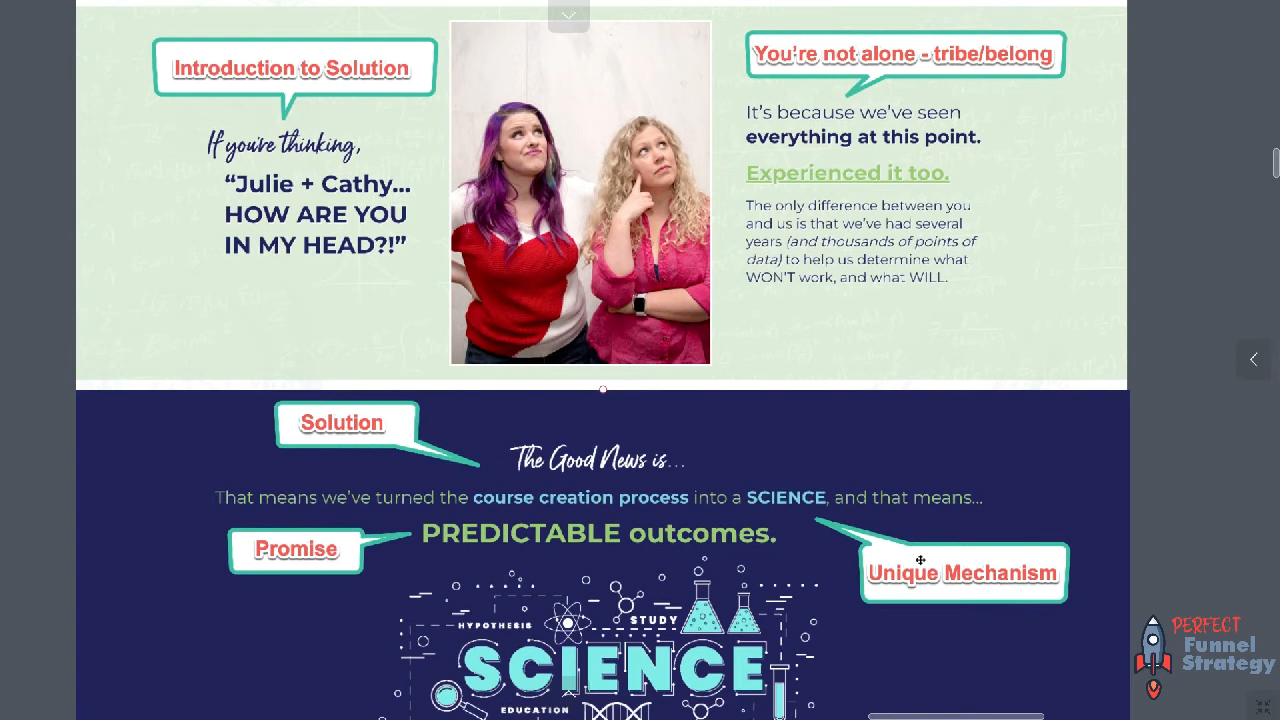 Introduction to Solution
If you're thinking,
“Julie + Cathy...
HOW ARE YOU
IN MY HEAD?!”
You're not alone - tribe/belong
It’s because we’ve seen
everything at this point.
Experienced it too.
The only difference between you
and us is that we’ve had several
years (and thousands of points of
data) to help us determine what
WON’T work, and what WILL.
Solution
The Good News is...
That means we’ve turned the course creation process into a SCIENCE, and that means...
Promise
PREDICTABLE outcomes.
Unique Mechanism
HYPOTHESIS
STUDY
SCIENCE
EDUCATION
PERFECT
Funnel
Strategy